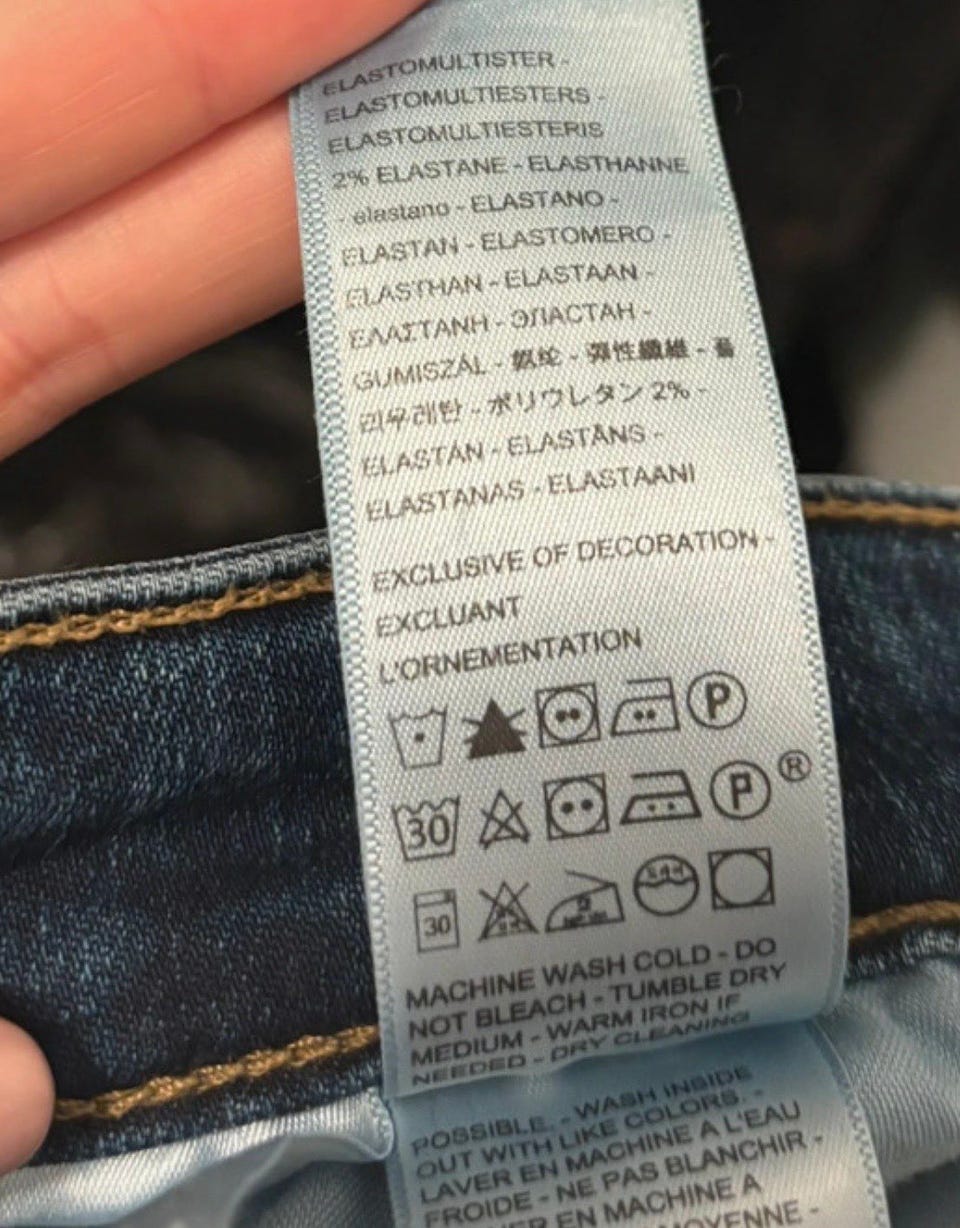 ELASTOMULTISTER -
ELASTOMULTIESTERS -
ELASTOMULTIESTERIS
2% ELASTANE - ELASTHANNE
- elastano - ELASTANO -
ELASTAN - ELASTOMERO -
ELASTHAN - ELASTAAN -
ΕΛΑΣΤΑΝΗ - ЭЛАСТАН -
GUMISZÁL - 氨纶 - 彈性纖維 - 폴
리우레탄 - ポリウレタン 2% -
ELASTÁN - ELASTĀNS -
ELASTANAS - ELASTAANI
EXCLUSIVE OF DECORATION -
EXCLUANT
L'ORNEMENTATION
P
30 P ®
30
MACHINE WASH COLD - DO
NOT BLEACH - TUMBLE DRY
MEDIUM - WARM IRON IF
NEEDED - DRY CLEANING
POSSIBLE - WASH INSIDE
OUT WITH LIKE COLORS. -
LAVER EN MACHINE À L'EAU
FROIDE - NE PAS BLANCHIR -
EN MACHINE À
MOYENNE -